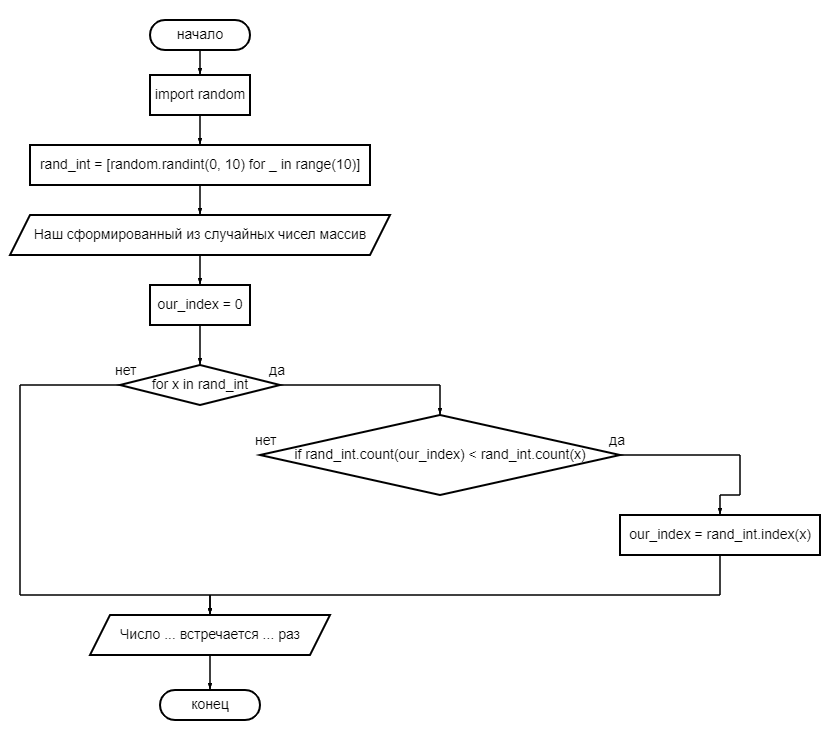 начало
import random
rand_int = [random.randint(0, 10) for _ in range(10)]
Наш сформированный из случайных чисел массив
our_index = 0
нет
да
for x in rand_int
нет
да
if rand_int.count(our_index) < rand_int.count(x)
our_index = rand_int.index(x)
Число ... встречается ... раз
конец